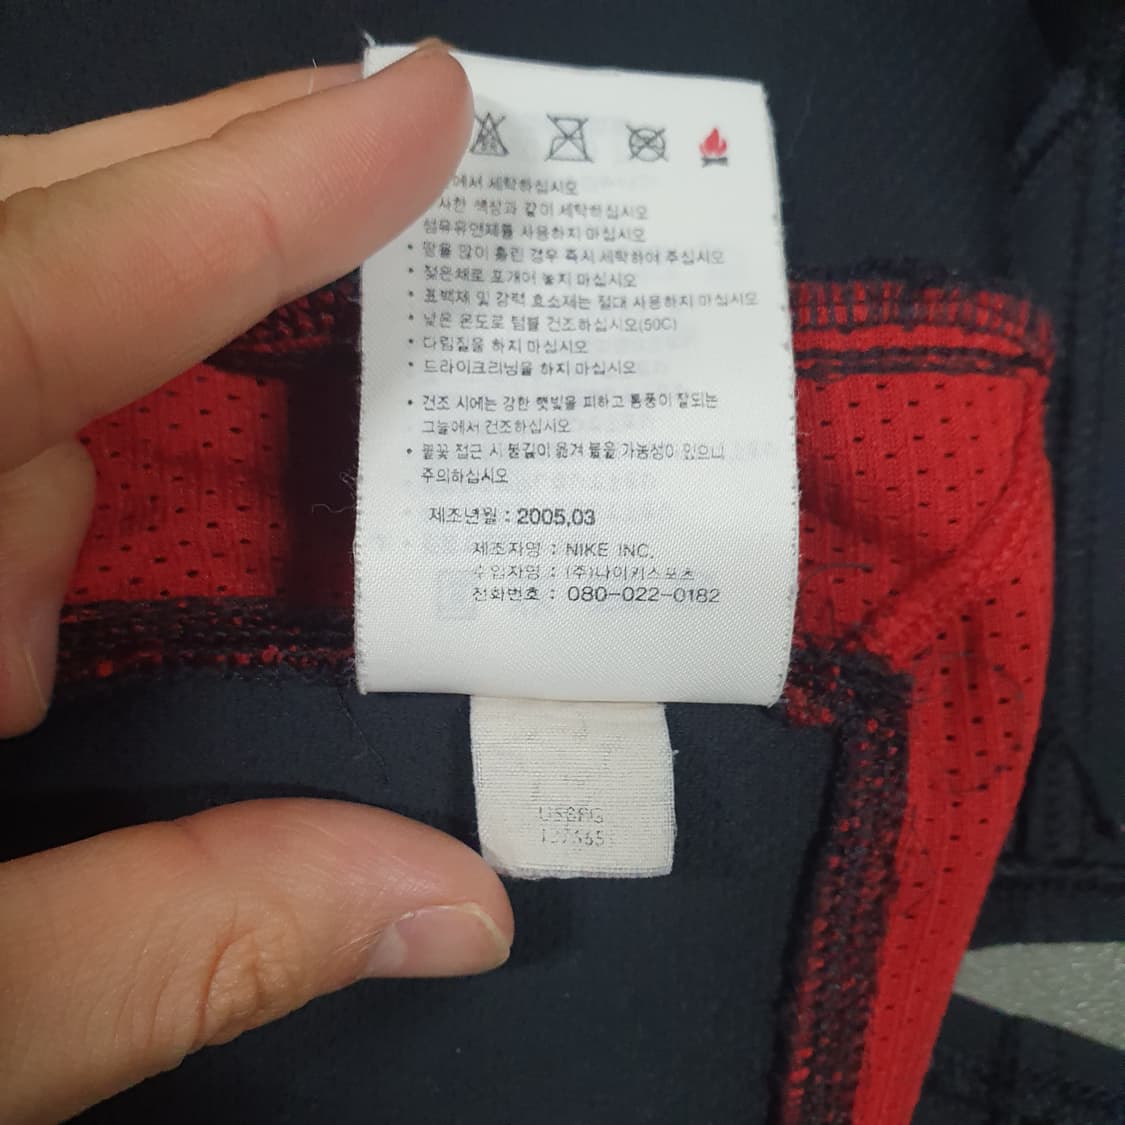 에서 세탁하십시오
사한 색상과 같이 세탁하십시오
섬유유연제를 사용하지 마십시오
• 땀을 많이 흘린 경우 즉시 세탁하여 주십시오
• 젖은채로 포개어 놓지 마십시오
• 표백제 및 강력 효소제는 절대 사용하지 마십시오
• 낮은 온도로 텀블 건조하십시오(50C)
• 다림질을 하지 마십시오
• 드라이크리닝을 하지 마십시오
• 건조 시에는 강한 햇빛을 피하고 통풍이 잘되는
그늘에서 건조하십시오
• 불꽃 접근 시 불길이 옮겨 붙을 가능성이 있으니
주의하십시오
제조년월 : 2005.03
제조자명 : NIKE INC.
수입자명 : (주)나이키스포츠
전화번호 : 080-022-0182